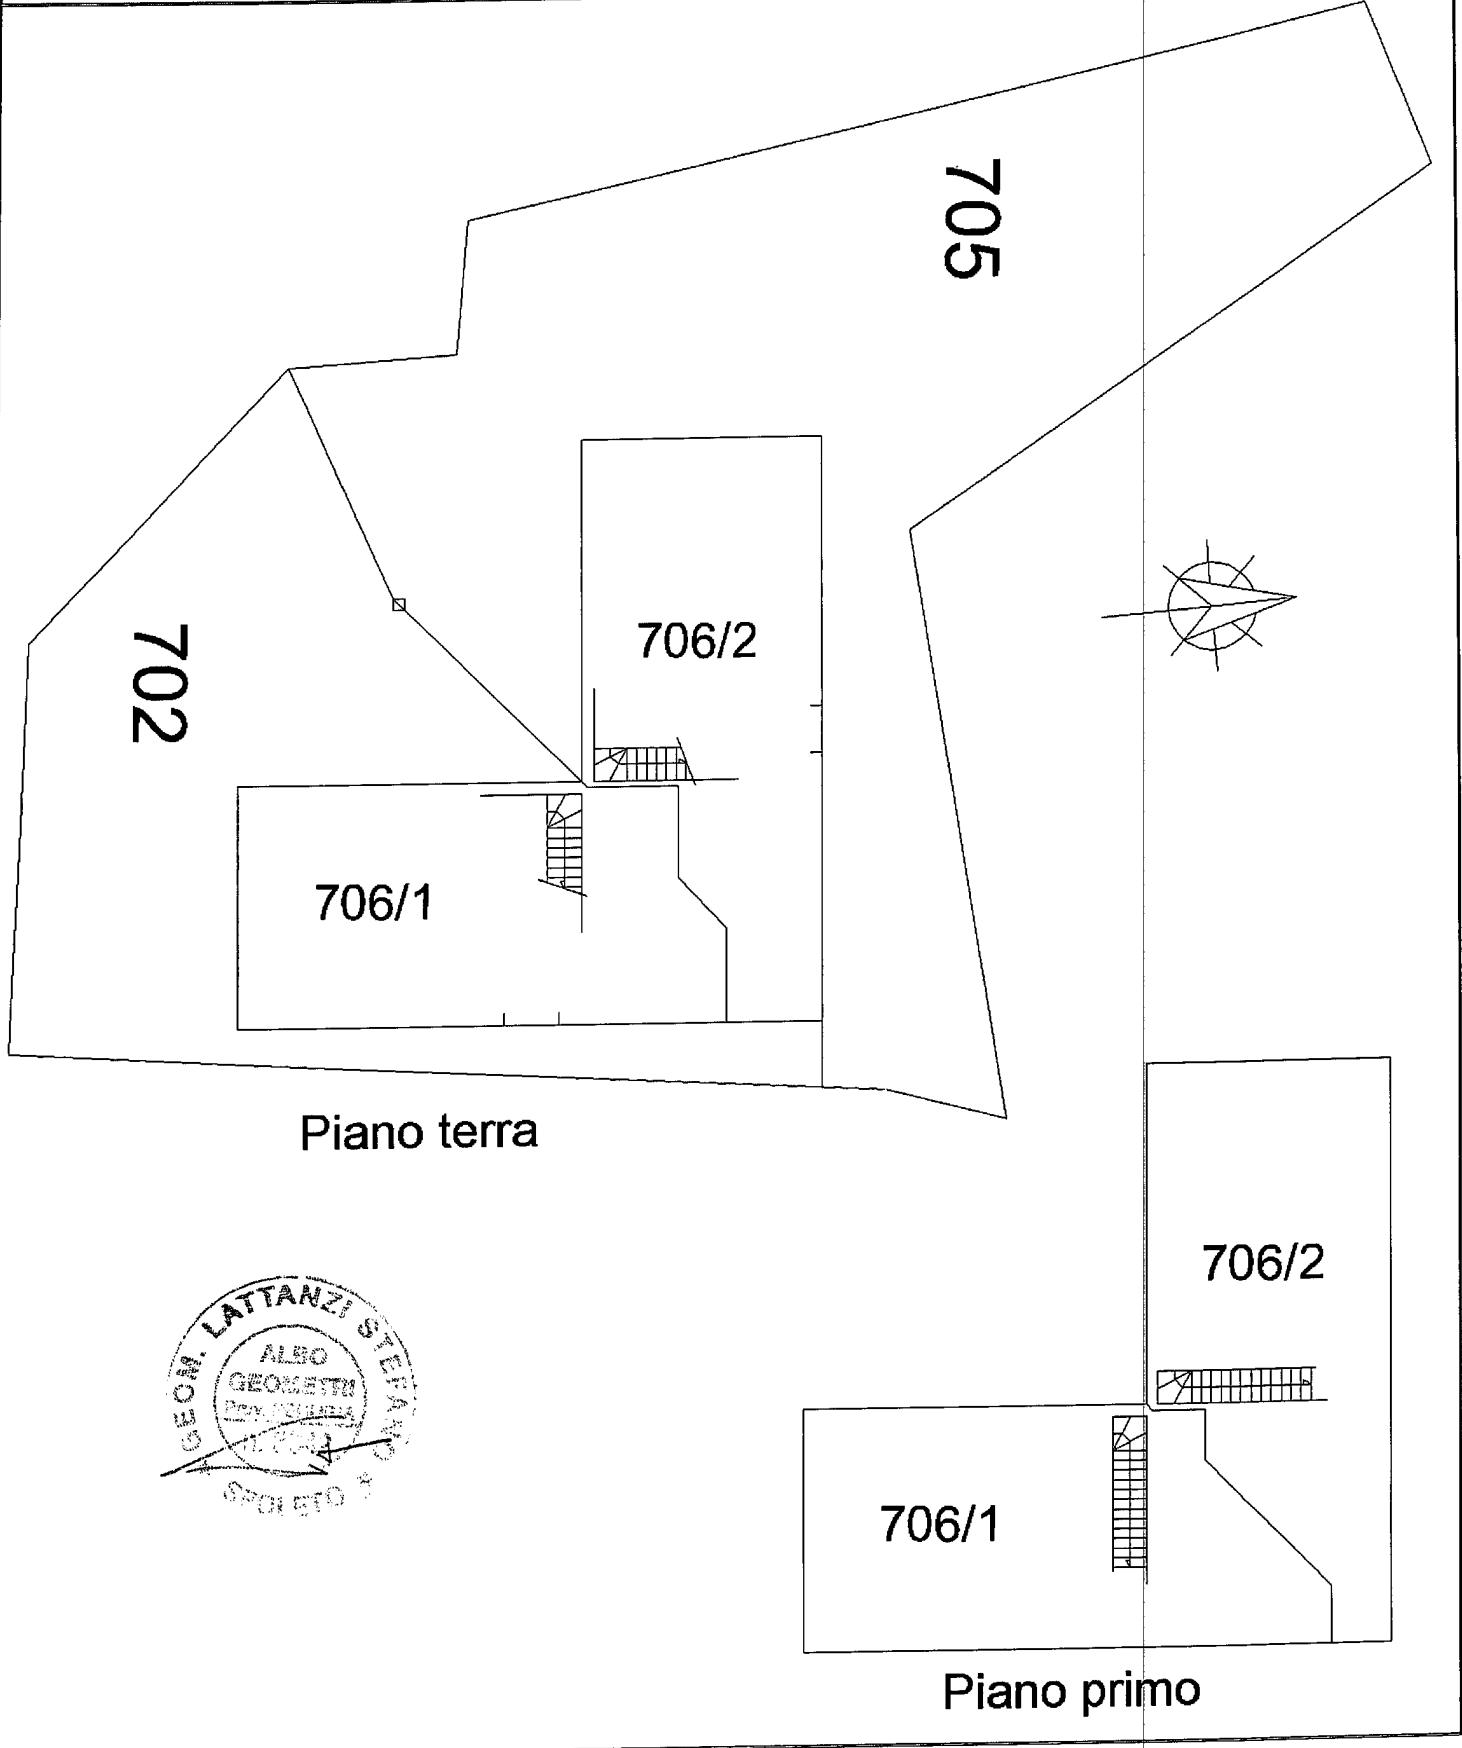 705
706/2
702
706/1
Piano terra
706/2
GEOM. LATTANZI STEFANO
ALBO
GEOMETRI
SPOLETO
706/1
Piano primo